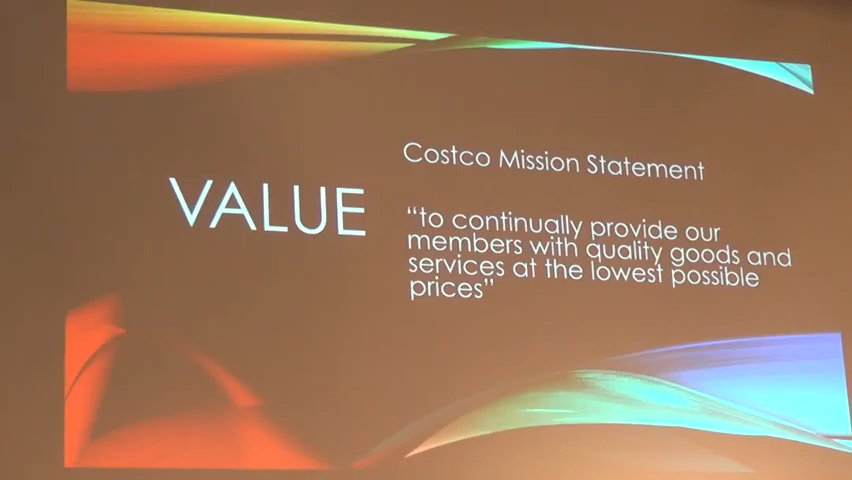 VALUE
Costco Mission Statement
“to continually provide our
members with quality goods and
services at the lowest possible
prices”